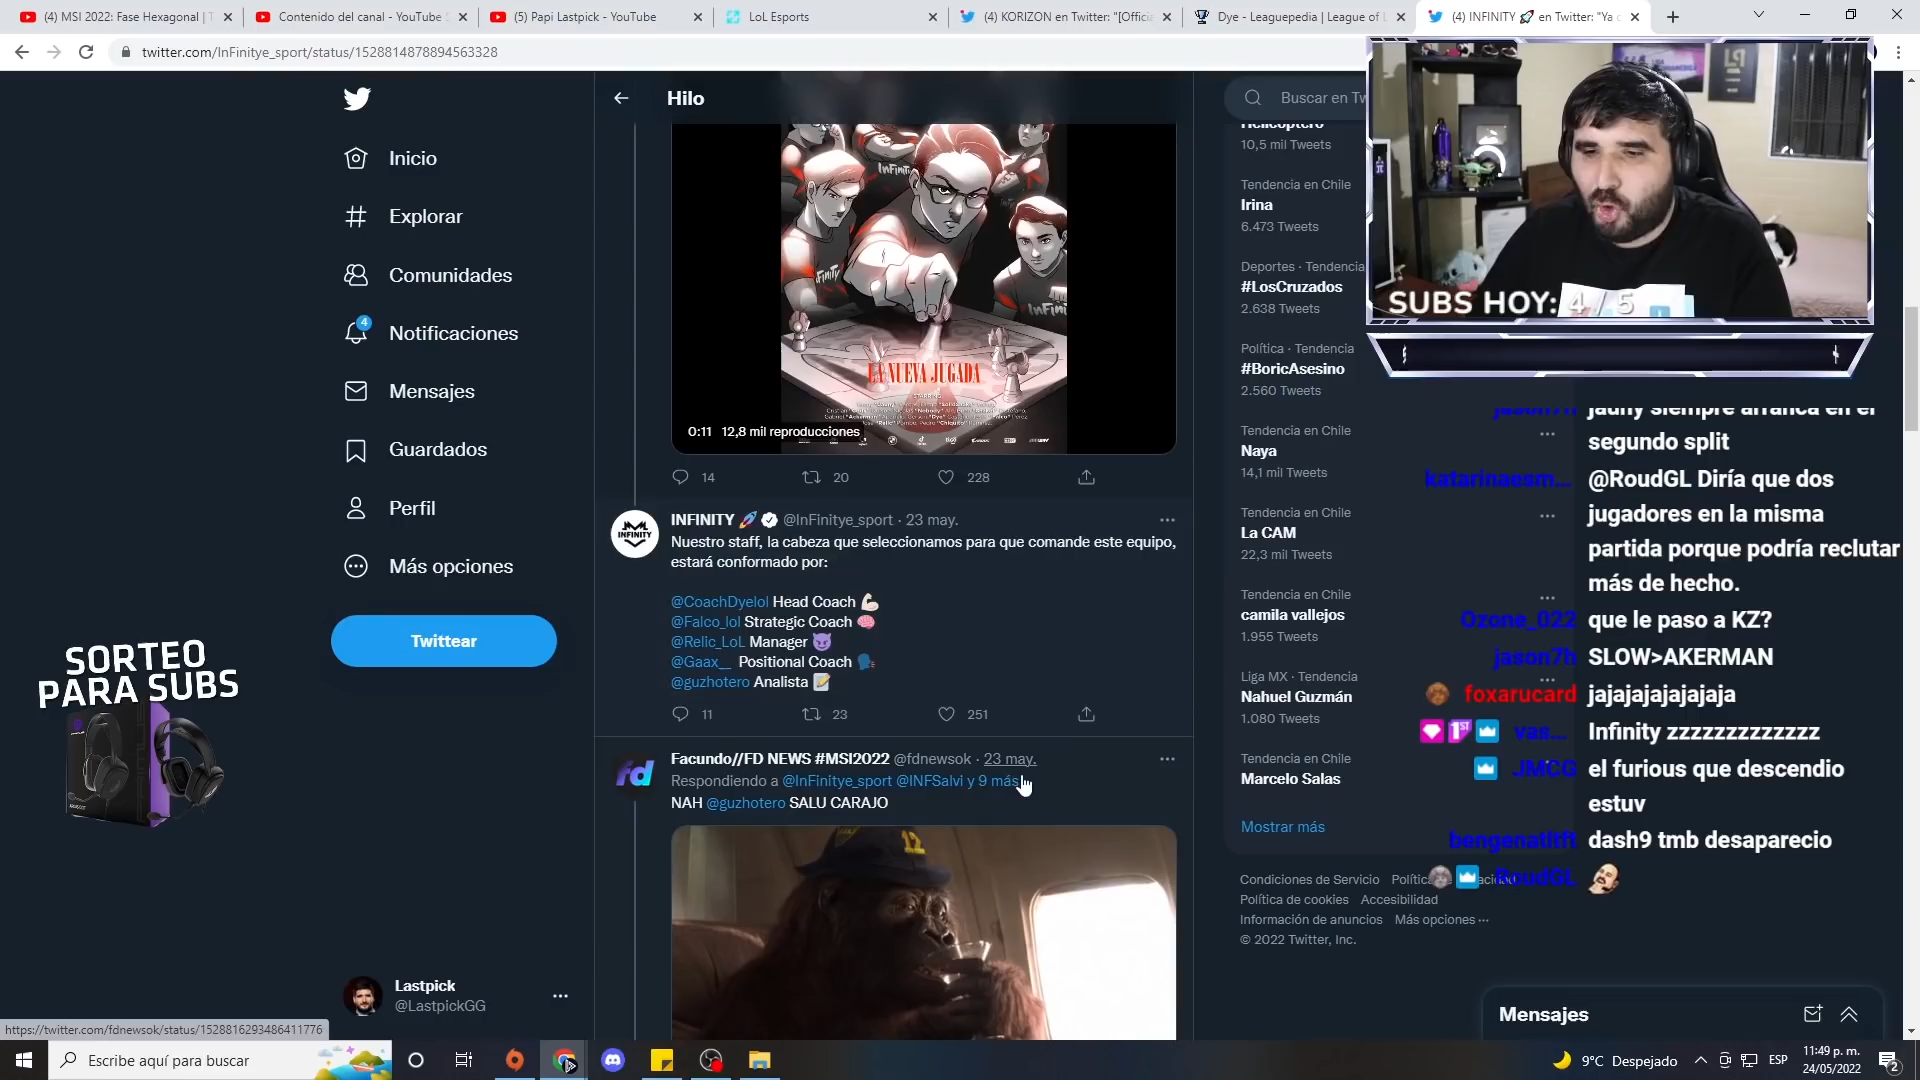 (4) MSI 2022: Fase Hexagonal | T
Contenido del canal - YouTube S
(5) Papi Lastpick - YouTube
LoL Esports
(4) KORIZON en Twitter: "[Officia
Dye - Leaguepedia | League of L
(4) INFINITY 🚀 en Twitter: "Ya c
twitter.com/InFinitye_sport/status/1528814878894563328
Hilo
Buscar en Tw
Inicio
Explorar
Comunidades
4
Notificaciones
Mensajes
Guardados
Perfil
Más opciones
Twittear
SORTEO
PARA SUBS
Lastpick
@LastpickGG
https://twitter.com/fdnewsok/status/1528816293486411776
LA NUEVA JUGADA
STARRING
0:11 12,8 mil reproducciones
14 20 228
INFINITY 🚀 @InFinitye_sport · 23 may.
Nuestro staff, la cabeza que seleccionamos para que comande este equipo,
estará conformado por:
@CoachDyelol Head Coach 💪
@Falco_lol Strategic Coach 🧠
@Relic_LoL Manager 😈
@Gaax__ Positional Coach 🗣
@guzhotero Analista 📝
11 23 251
INFINITY
Facundo//FD NEWS #MSI2022 @fdnewsok · 23 may.
Respondiendo a @InFinitye_sport @INFSalvi y 9 más
NAH @guzhotero SALU CARAJO
fd
12
Helicoptero
10,5 mil Tweets
Tendencia en Chile
Irina
6.473 Tweets
Deportes · Tendencia
#LosCruzados
2.638 Tweets
Política · Tendencia
#BoricAsesino
2.560 Tweets
Tendencia en Chile
Naya
14,1 mil Tweets
Tendencia en Chile
La CAM
22,3 mil Tweets
Tendencia en Chile
camila vallejos
1.955 Tweets
Liga MX · Tendencia
Nahuel Guzmán
1.080 Tweets
Tendencia en Chile
Marcelo Salas
Mostrar más
Condiciones de Servicio
Política de cookies Accesibilidad
Información de anuncios Más opciones ···
© 2022 Twitter, Inc.
SUBS HOY: 4 / 5
jason7h jauny siempre arranca en el
segundo split
katarinaesm... @RoudGL Diría que dos
jugadores en la misma
partida porque podría reclutar
más de hecho.
Ozone_022 que le paso a KZ?
jason7h SLOW>AKERMAN
foxarucard jajajajajajaja
1ST vas... Infinity zzzzzzzzzzzzz
JMCG el furious que descendio
estuv
dash9 tmb desaparecio
RoudGL
Mensajes
Escribe aquí para buscar
9°C Despejado
ESP
11:49 p. m.
24/05/2022
2